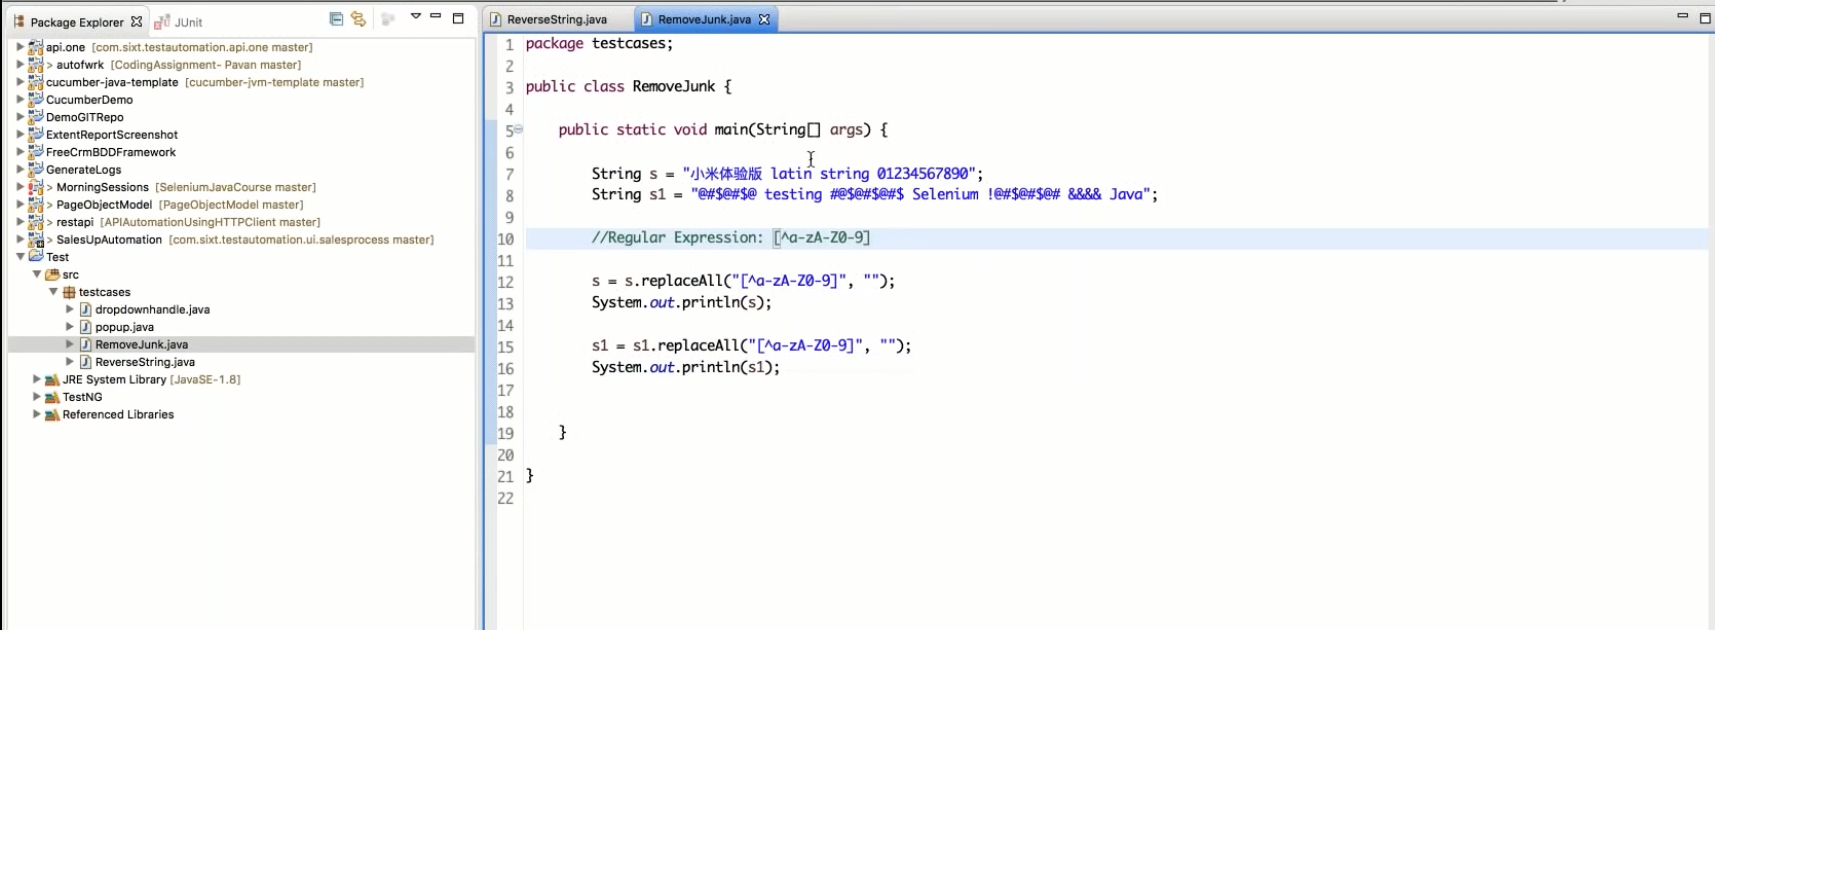 Package Explorer JUnit
api.one [com.sixt.testautomation.api.one master]
> autofwrk [CodingAssignment- Pavan master]
cucumber-java-template [cucumber-jvm-template master]
CucumberDemo
DemoGITRepo
ExtentReportScreenshot
FreeCrmBDDFramework
GenerateLogs
> MorningSessions [SeleniumJavaCourse master]
> PageObjectModel [PageObjectModel master]
> restapi [APIAutomationUsingHTTPClient master]
> SalesUpAutomation [com.sixt.testautomation.ui.salesprocess master]
Test
src
testcases
dropdownhandle.java
popup.java
RemoveJunk.java
ReverseString.java
JRE System Library [JavaSE-1.8]
TestNG
Referenced Libraries
ReverseString.java RemoveJunk.java
1 package testcases;
2
3 public class RemoveJunk {
4
5 public static void main(String[] args) {
6
7 String s = "小米体验版 latin string 01234567890";
8 String s1 = "@#$@#$@ testing #@$@#$@#$ Selenium !@#$@#$@# &&&& Java";
9
10 //Regular Expression: [^a-zA-Z0-9]
11
12 s = s.replaceAll("[^a-zA-Z0-9]", "");
13 System.out.println(s);
14
15 s1 = s1.replaceAll("[^a-zA-Z0-9]", "");
16 System.out.println(s1);
17
18
19 }
20
21 }
22